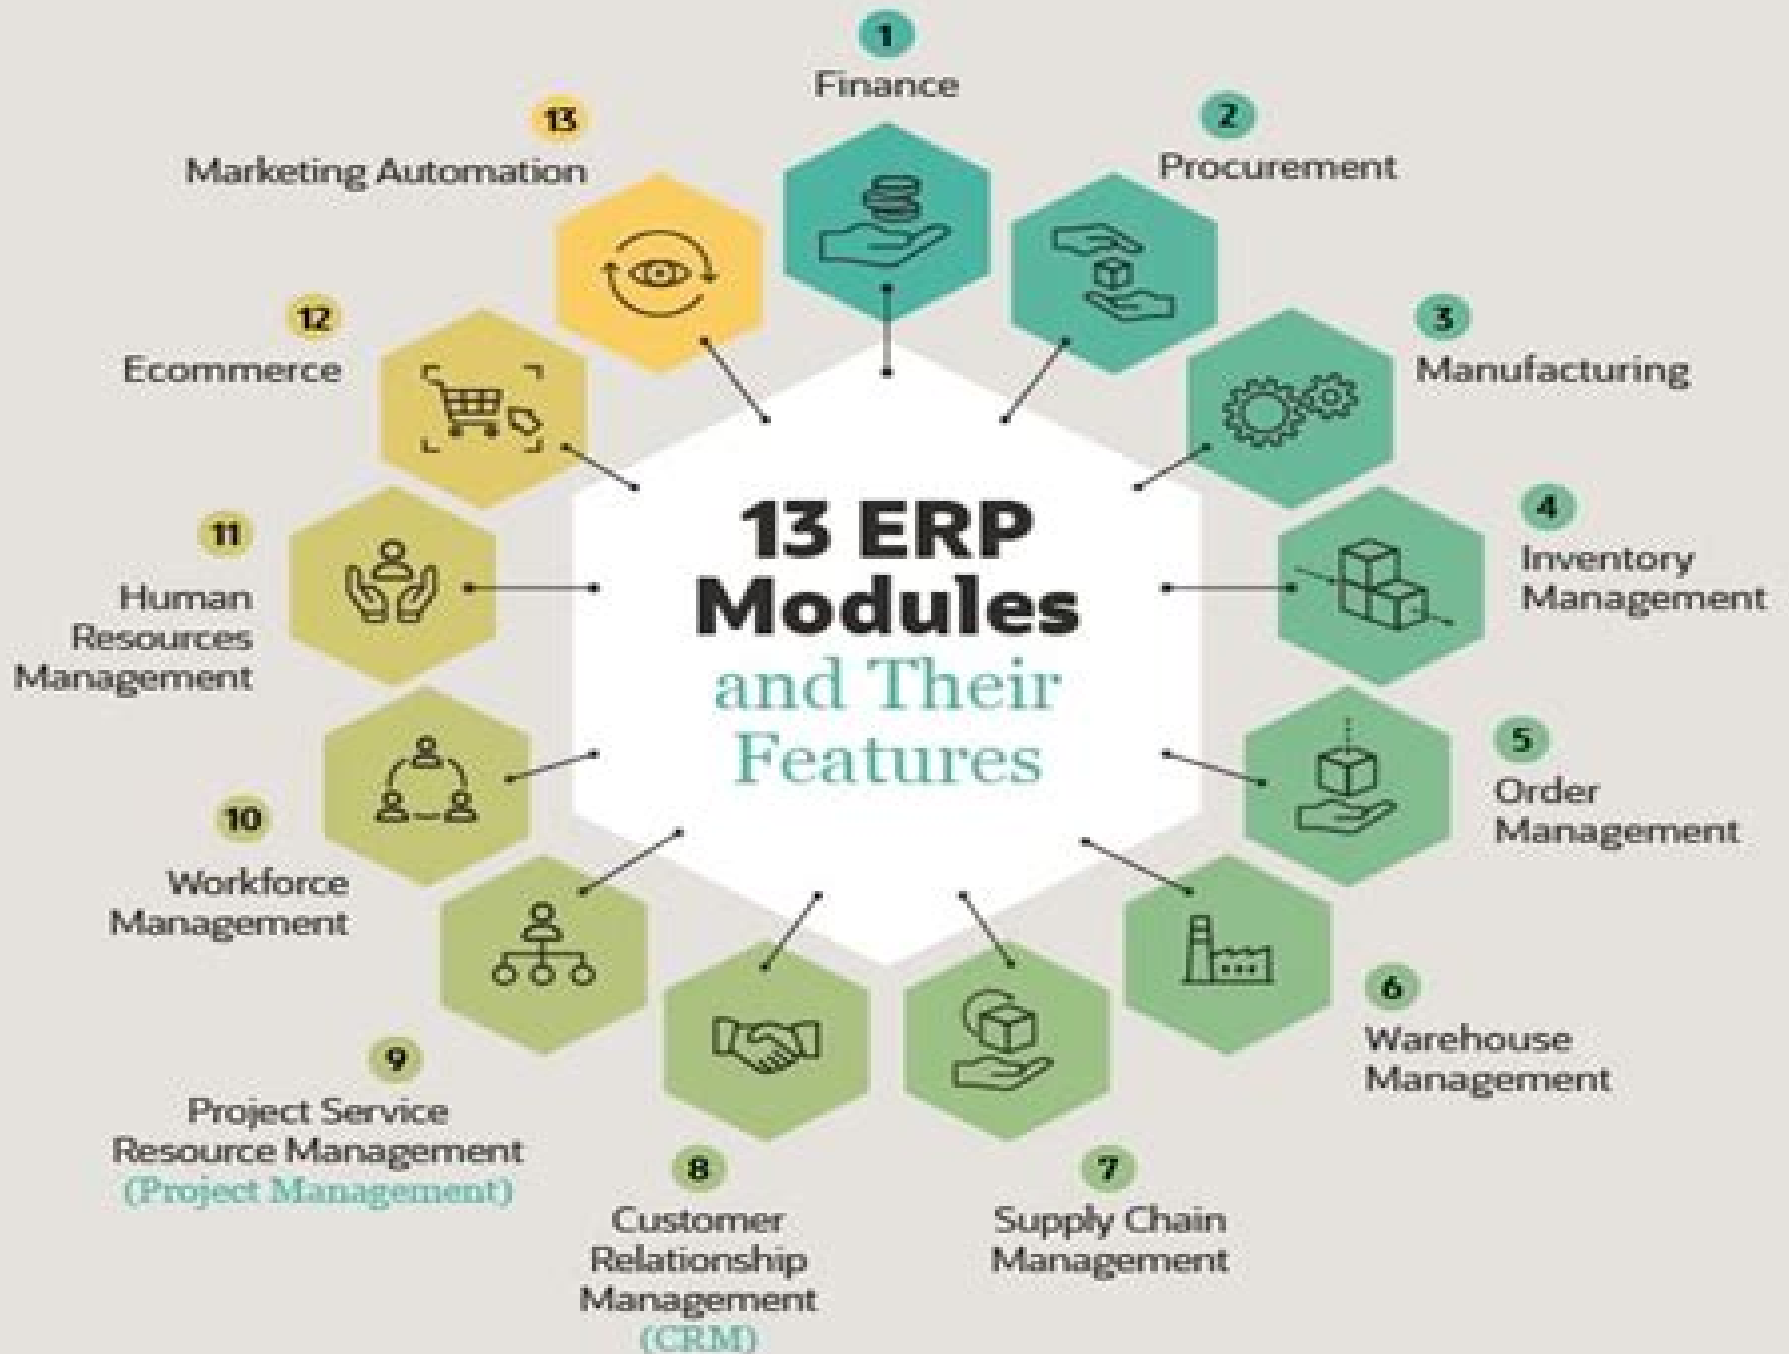 13 ERP
Modules
and Their
Features
1
Finance
2
Procurement
3
Manufacturing
4
Inventory
Management
5
Order
Management
6
Warehouse
Management
7
Supply Chain
Management
8
Customer
Relationship
Management
(CRM)
9
Project Service
Resource Management
(Project Management)
10
Workforce
Management
11
Human
Resources
Management
12
Ecommerce
13
Marketing Automation